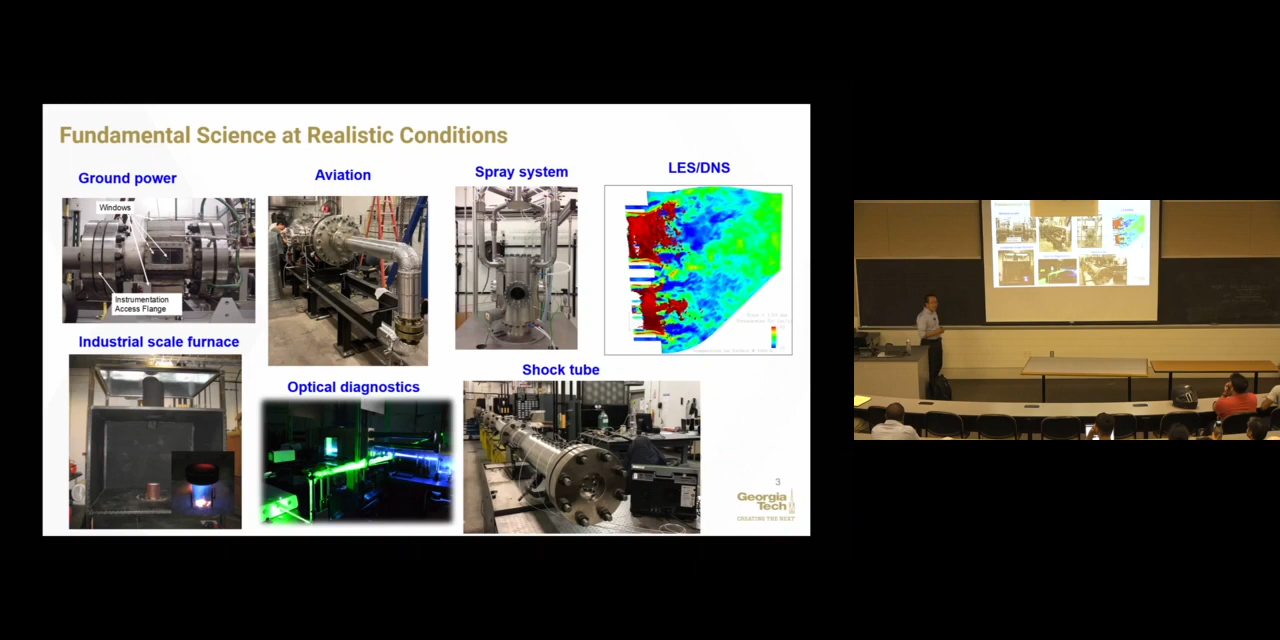 Fundamental Science at Realistic Conditions
Ground power
Windows
Instrumentation
Access Flange
Aviation
Spray system
LES/DNS
Industrial scale furnace
Optical diagnostics
Shock tube
3
Georgia
Tech
CREATING THE NEXT